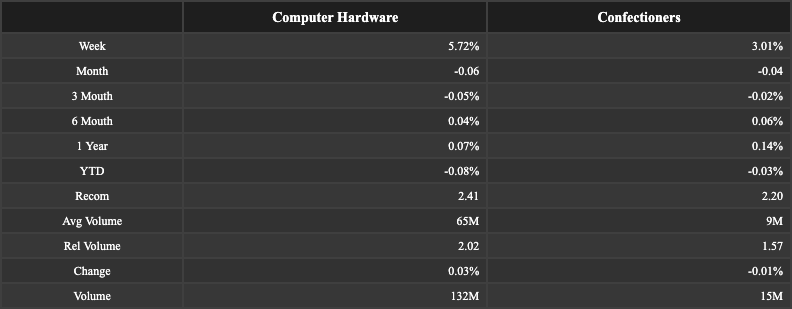 Computer Hardware Confectioners
Week 5.72% 3.01%
Month -0.06 -0.04
3 Mouth -0.05% -0.02%
6 Mouth 0.04% 0.06%
1 Year 0.07% 0.14%
YTD -0.08% -0.03%
Recom 2.41 2.20
Avg Volume 65M 9M
Rel Volume 2.02 1.57
Change 0.03% -0.01%
Volume 132M 15M